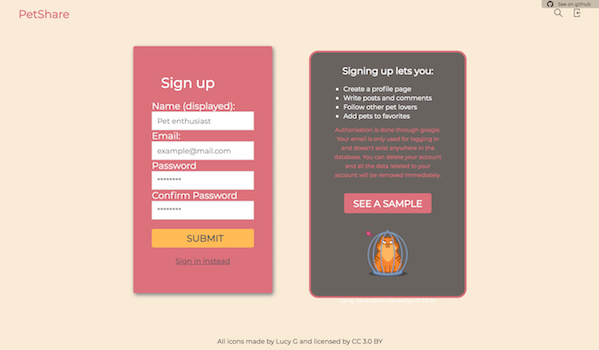 See on github
PetShare
Sign up
Name (displayed):
Pet enthusiast
Email:
example@mail.com
Password
********
Confirm Password
********
SUBMIT
Sign in instead
Signing up lets you:
Create a profile page
Write posts and comments
Follow other pet lovers
Add pets to favorites
Authorisation is done through google.
Your email is only used for logging in
and doesn't exist anywhere in the
database. You can delete your account
and all the data related to your
account will be removed immediately.
SEE A SAMPLE
All icons made by Lucy G and licensed by CC 3.0 BY